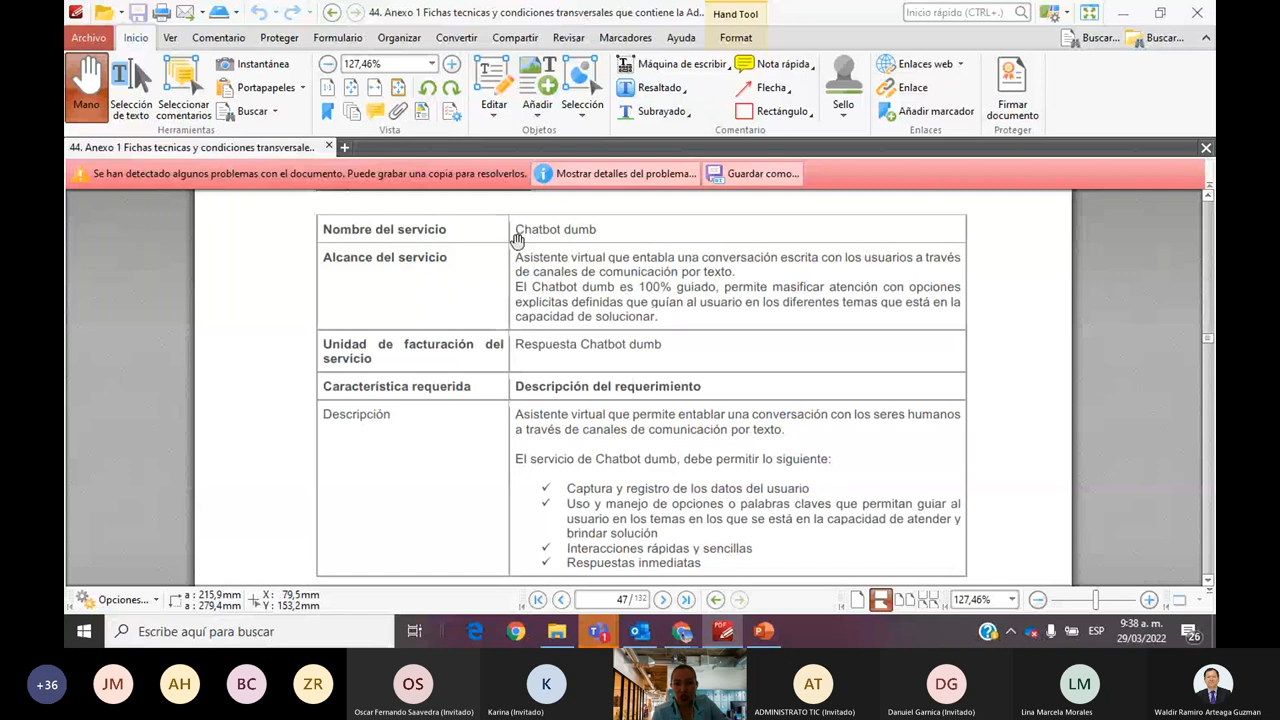 44. Anexo 1 Fichas tecnicas y condiciones transversales que contiene la Ad...
Hand Tool
Inicio rápido (CTRL+.)
Archivo Inicio Ver Comentario Proteger Formulario Organizar Convertir Compartir Revisar Marcadores Ayuda Format Buscar... Buscar...
Mano
Selección de texto
Seleccionar comentarios
Instantánea
Portapapeles
Buscar
Herramientas
127,46%
Vista
Editar
Añadir
Selección
Objetos
Máquina de escribir
Resaltado
Subrayado
Nota rápida
Flecha
Rectángulo
Sello
Comentario
Enlaces web
Enlace
Añadir marcador
Enlaces
Firmar documento
Proteger
44. Anexo 1 Fichas tecnicas y condiciones transversale..
Se han detectado algunos problemas con el documento. Puede grabar una copia para resolverlos. Mostrar detalles del problema... Guardar como...
Nombre del servicio Chatbot dumb
Alcance del servicio Asistente virtual que entabla una conversación escrita con los usuarios a través
de canales de comunicación por texto.
El Chatbot dumb es 100% guiado, permite masificar atención con opciones
explicitas definidas que guían al usuario en los diferentes temas que está en la
capacidad de solucionar.
Unidad de facturación del Respuesta Chatbot dumb
servicio
Característica requerida Descripción del requerimiento
Descripción Asistente virtual que permite entablar una conversación con los seres humanos
a través de canales de comunicación por texto.
El servicio de Chatbot dumb, debe permitir lo siguiente:
✓ Captura y registro de los datos del usuario
✓ Uso y manejo de opciones o palabras claves que permitan guiar al
usuario en los temas en los que se está en la capacidad de atender y
brindar solución
✓ Interacciones rápidas y sencillas
✓ Respuestas inmediatas
Opciones... a : 215,9mm X : 79,5mm 47 / 132 127,46%
a : 279,4mm Y : 153,2mm
Escribe aquí para buscar
1
ESP
9:38 a. m.
29/03/2022
26
+36 JM AH BC ZR OS K AT DG LM
Oscar Fernando Saavedra (Invitado) Karina (Invitado) ADMINISTRATO TIC (Invitado) Danuiel Garnica (Invitado) Lina Marcela Morales Waldir Ramiro Arteaga Guzman